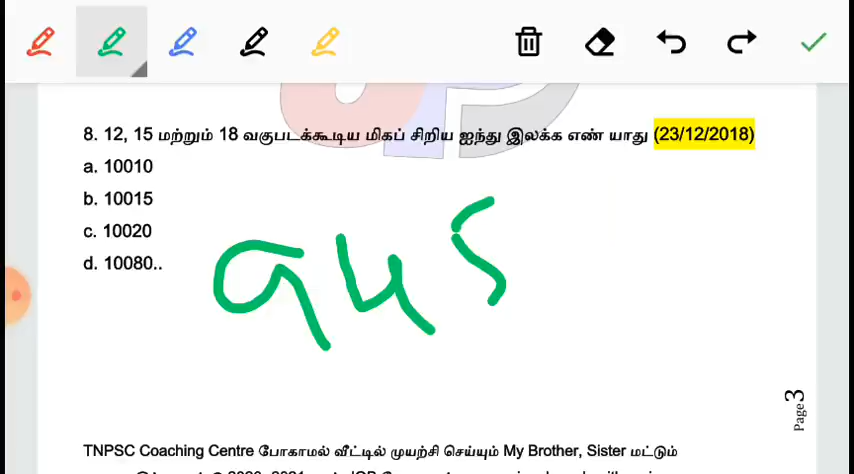 8. 12, 15 மற்றும் 18 வகுபடக்கூடிய மிகப் சிறிய ஐந்து இலக்க எண் யாது (23/12/2018)
a. 10010
b. 10015
c. 10020
d. 10080..
Page3
TNPSC Coaching Centre போகாமல் வீட்டில் முயற்சி செய்யும் My Brother, Sister மட்டும்